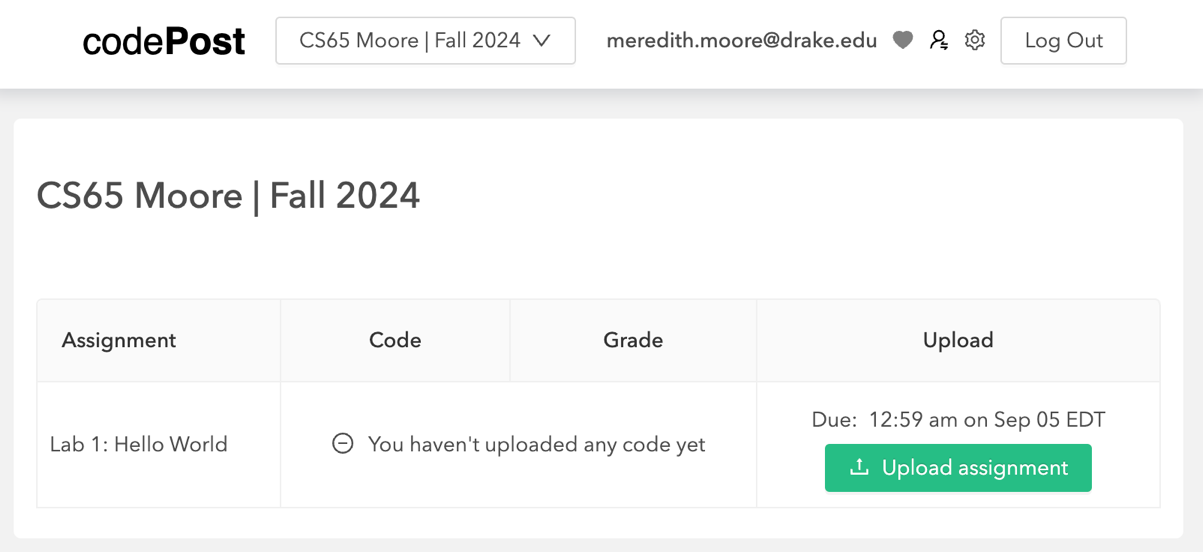 codePost
CS65 Moore | Fall 2024
meredith.moore@drake.edu
Log Out
CS65 Moore | Fall 2024
Assignment
Code
Grade
Upload
Lab 1: Hello World
You haven't uploaded any code yet
Due: 12:59 am on Sep 05 EDT
Upload assignment